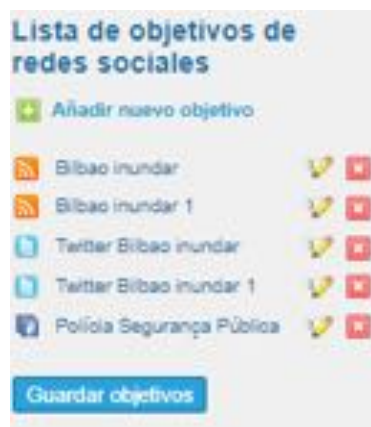 Lista de objetivos de
redes sociales
Añadir nuevo objetivo
Bilbao inundar
Bilbao inundar 1
Twitter Bilbao inundar
Twitter Bilbao inundar 1
Polícia Segurança Pública
Guardar objetivos